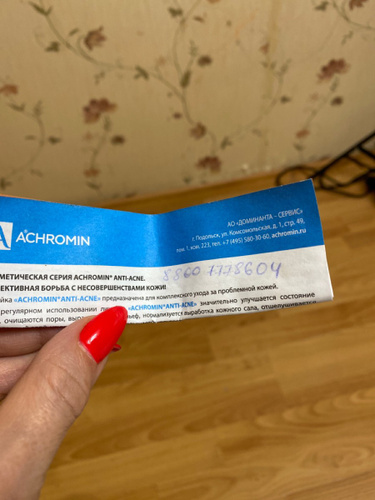 ACHROMIN
АО «ДОМИНАНТА - СЕРВИС»
г. Подольск, ул. Комсомольская, д. 1, стр. 49,
пом. 1, ком. 223, тел: +7 (495) 580-30-60, achromin.ru
МЕТИЧЕСКАЯ СЕРИЯ ACHROMIN® ANTI-ACNE.
ЕКТИВНАЯ БОРЬБА С НЕСОВЕРШЕНСТВАМИ КОЖИ!
8860 7778604
йка «ACHROMIN®ANTI-ACNE» предназначена для комплексного ухода за проблемной кожей.
регулярном использовании «ACHROMIN®ANTI-ACNE» значительно улучшается состояние
очищаются поры, нормализуется выработка кожного сала,